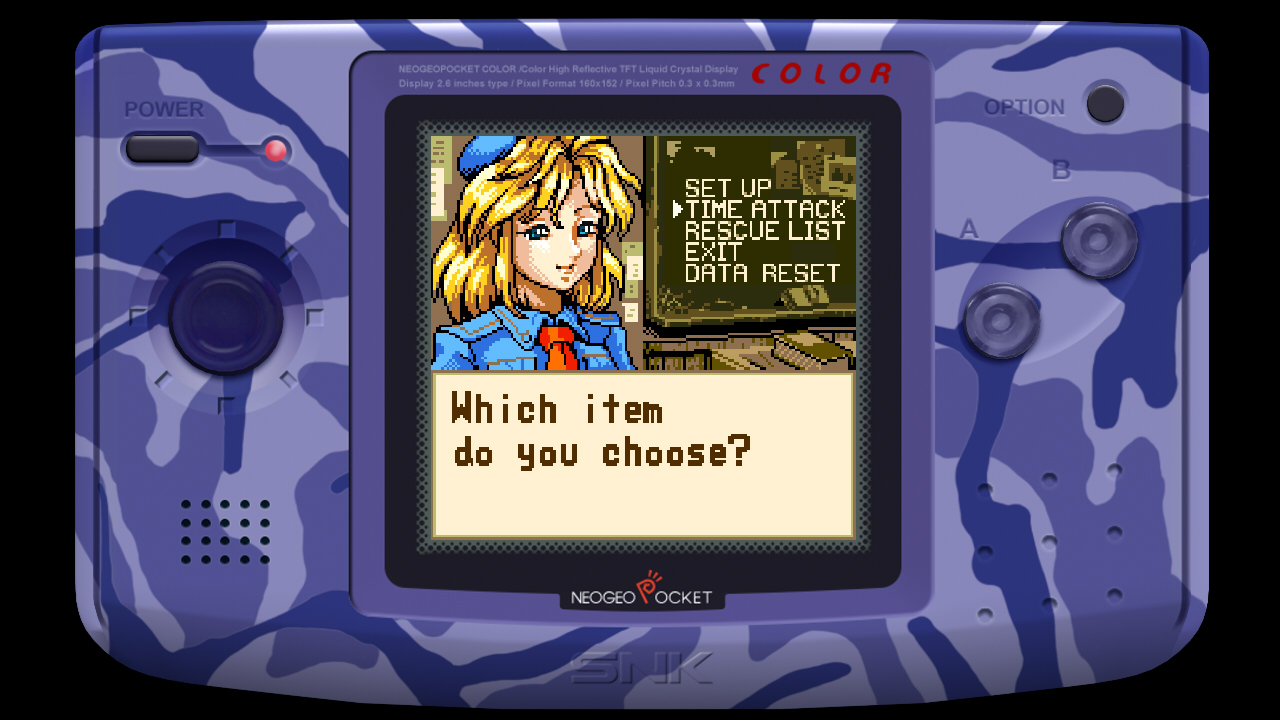 NEOGEOPOCKET COLOR /Color High Reflective TFT Liquid Crystal Display
Display 2.6 inches type / Pixel Format 160x152 / Pixel Pitch 0.3 x 0.3mm
COLOR
POWER
OPTION
B
A
SET UP
TIME ATTACK
RESCUE LIST
EXIT
DATA RESET
Which item
do you choose?
NEOGEO POCKET
SNK